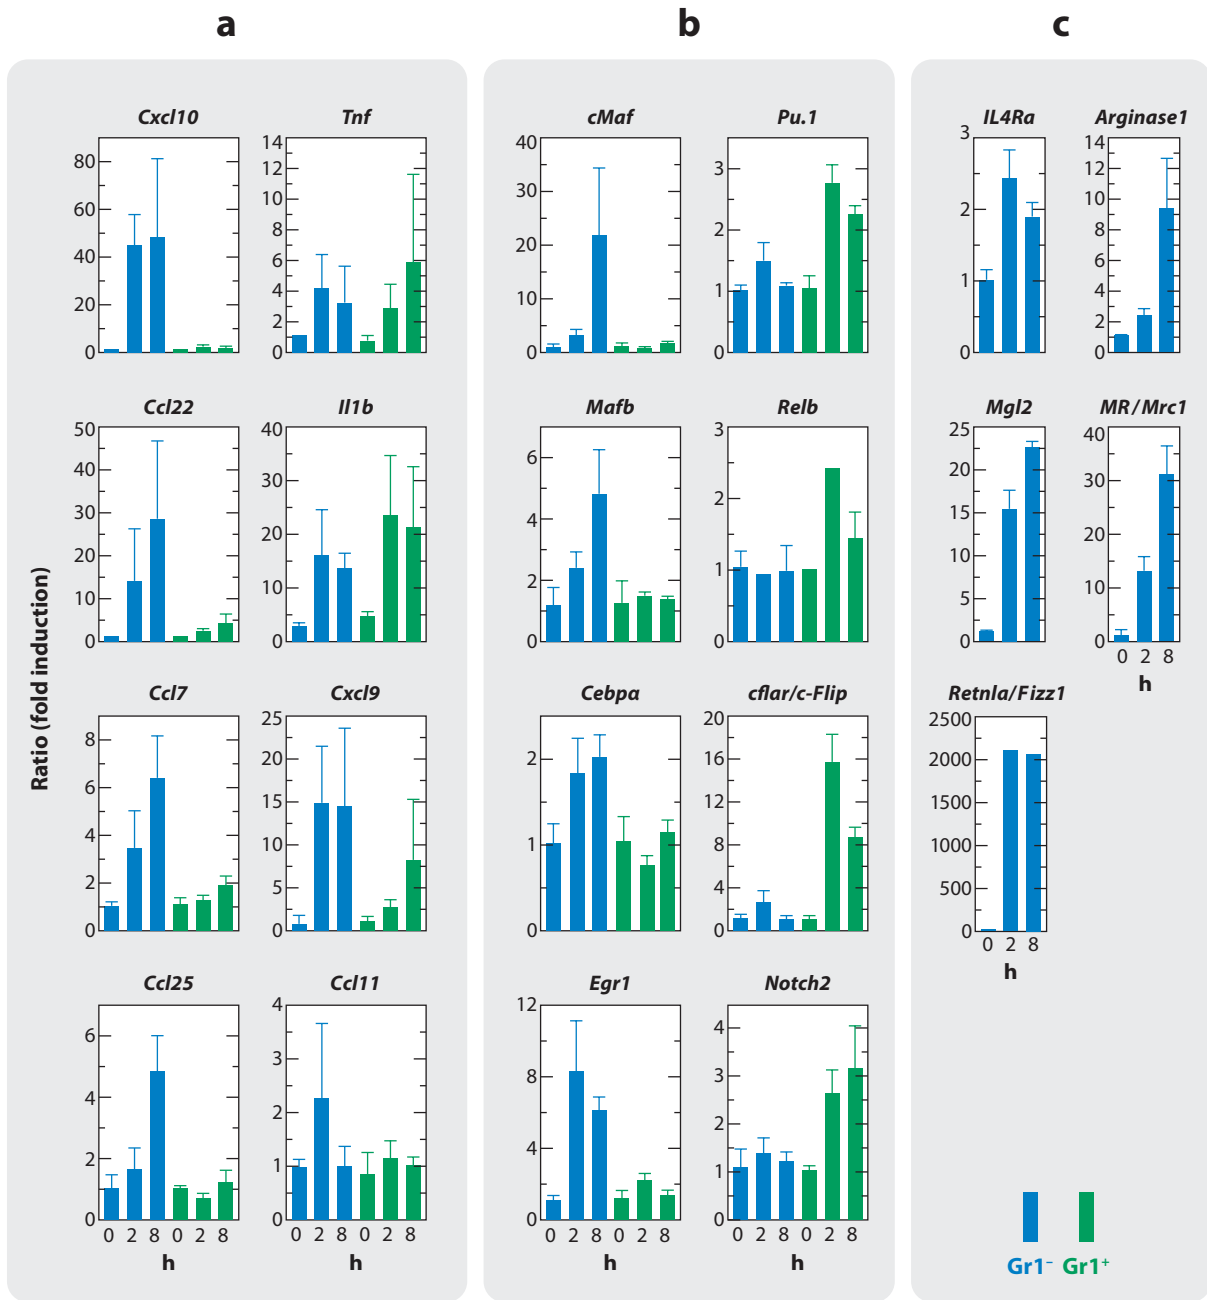 a
b
c
Ratio (fold induction)
Cxcl10
80
60
40
20
0
Tnf
14
12
10
8
6
4
2
0
Ccl22
50
40
30
20
10
0
Il1b
40
30
20
10
0
Ccl7
8
6
4
2
0
Cxcl9
25
20
15
10
5
0
Ccl25
6
4
2
0
0 2 8 0 2 8
h
Ccl11
4
3
2
1
0
0 2 8 0 2 8
h
cMaf
40
30
20
10
0
Pu.1
3
2
1
0
Mafb
6
4
2
0
Relb
3
2
1
0
Cebpa
2
1
0
cflar/c-Flip
20
16
12
8
4
0
Egr1
12
8
4
0
0 2 8 0 2 8
h
Notch2
4
3
2
1
0
0 2 8 0 2 8
h
IL4Ra
3
2
1
0
Arginase1
14
12
10
8
6
4
2
0
Mgl2
25
20
15
10
5
0
MR/Mrc1
40
30
20
10
0
0 2 8
h
Retnla/Fizz1
2500
2000
1500
1000
500
0
0 2 8
h
Gr1⁻ Gr1⁺